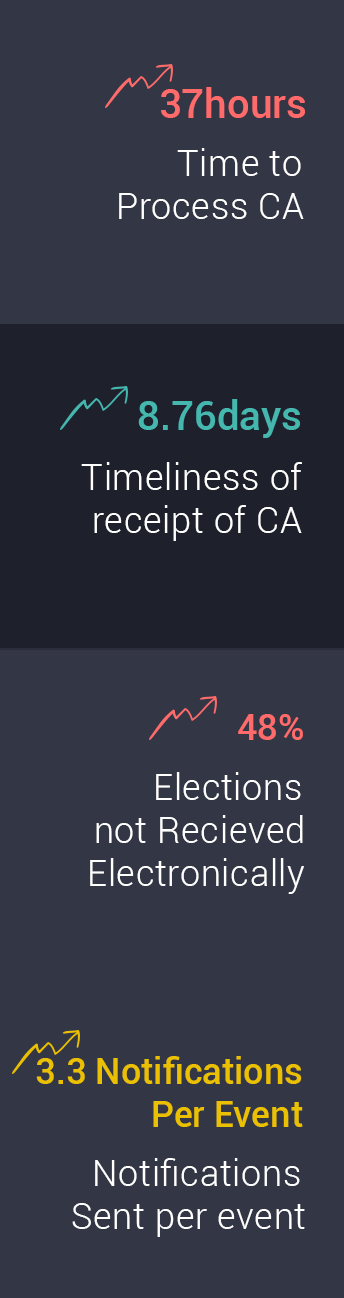 37hours
Time to
Process CA
8.76days
Timeliness of
receipt of CA
48%
Elections
not Recieved
Electronically
3.3 Notifications
Per Event
Notifications
Sent per event